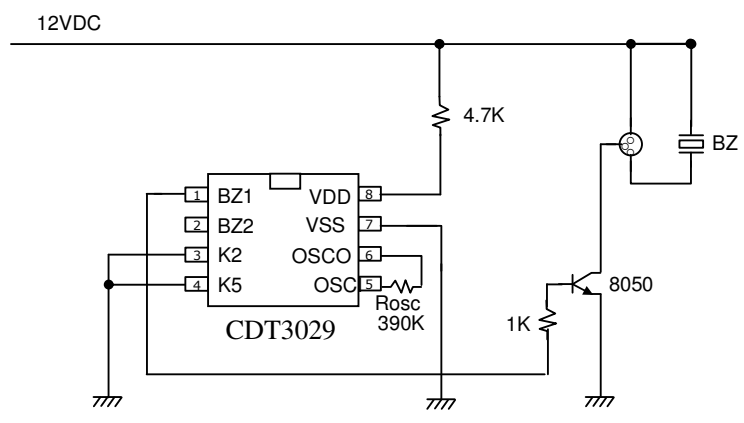 12VDC
4.7K
BZ
1 BZ1 VDD 8
2 BZ2 VSS 7
3 K2 OSCO 6
4 K5 OSC 5
Rosc
390K
CDT3029
1K
8050